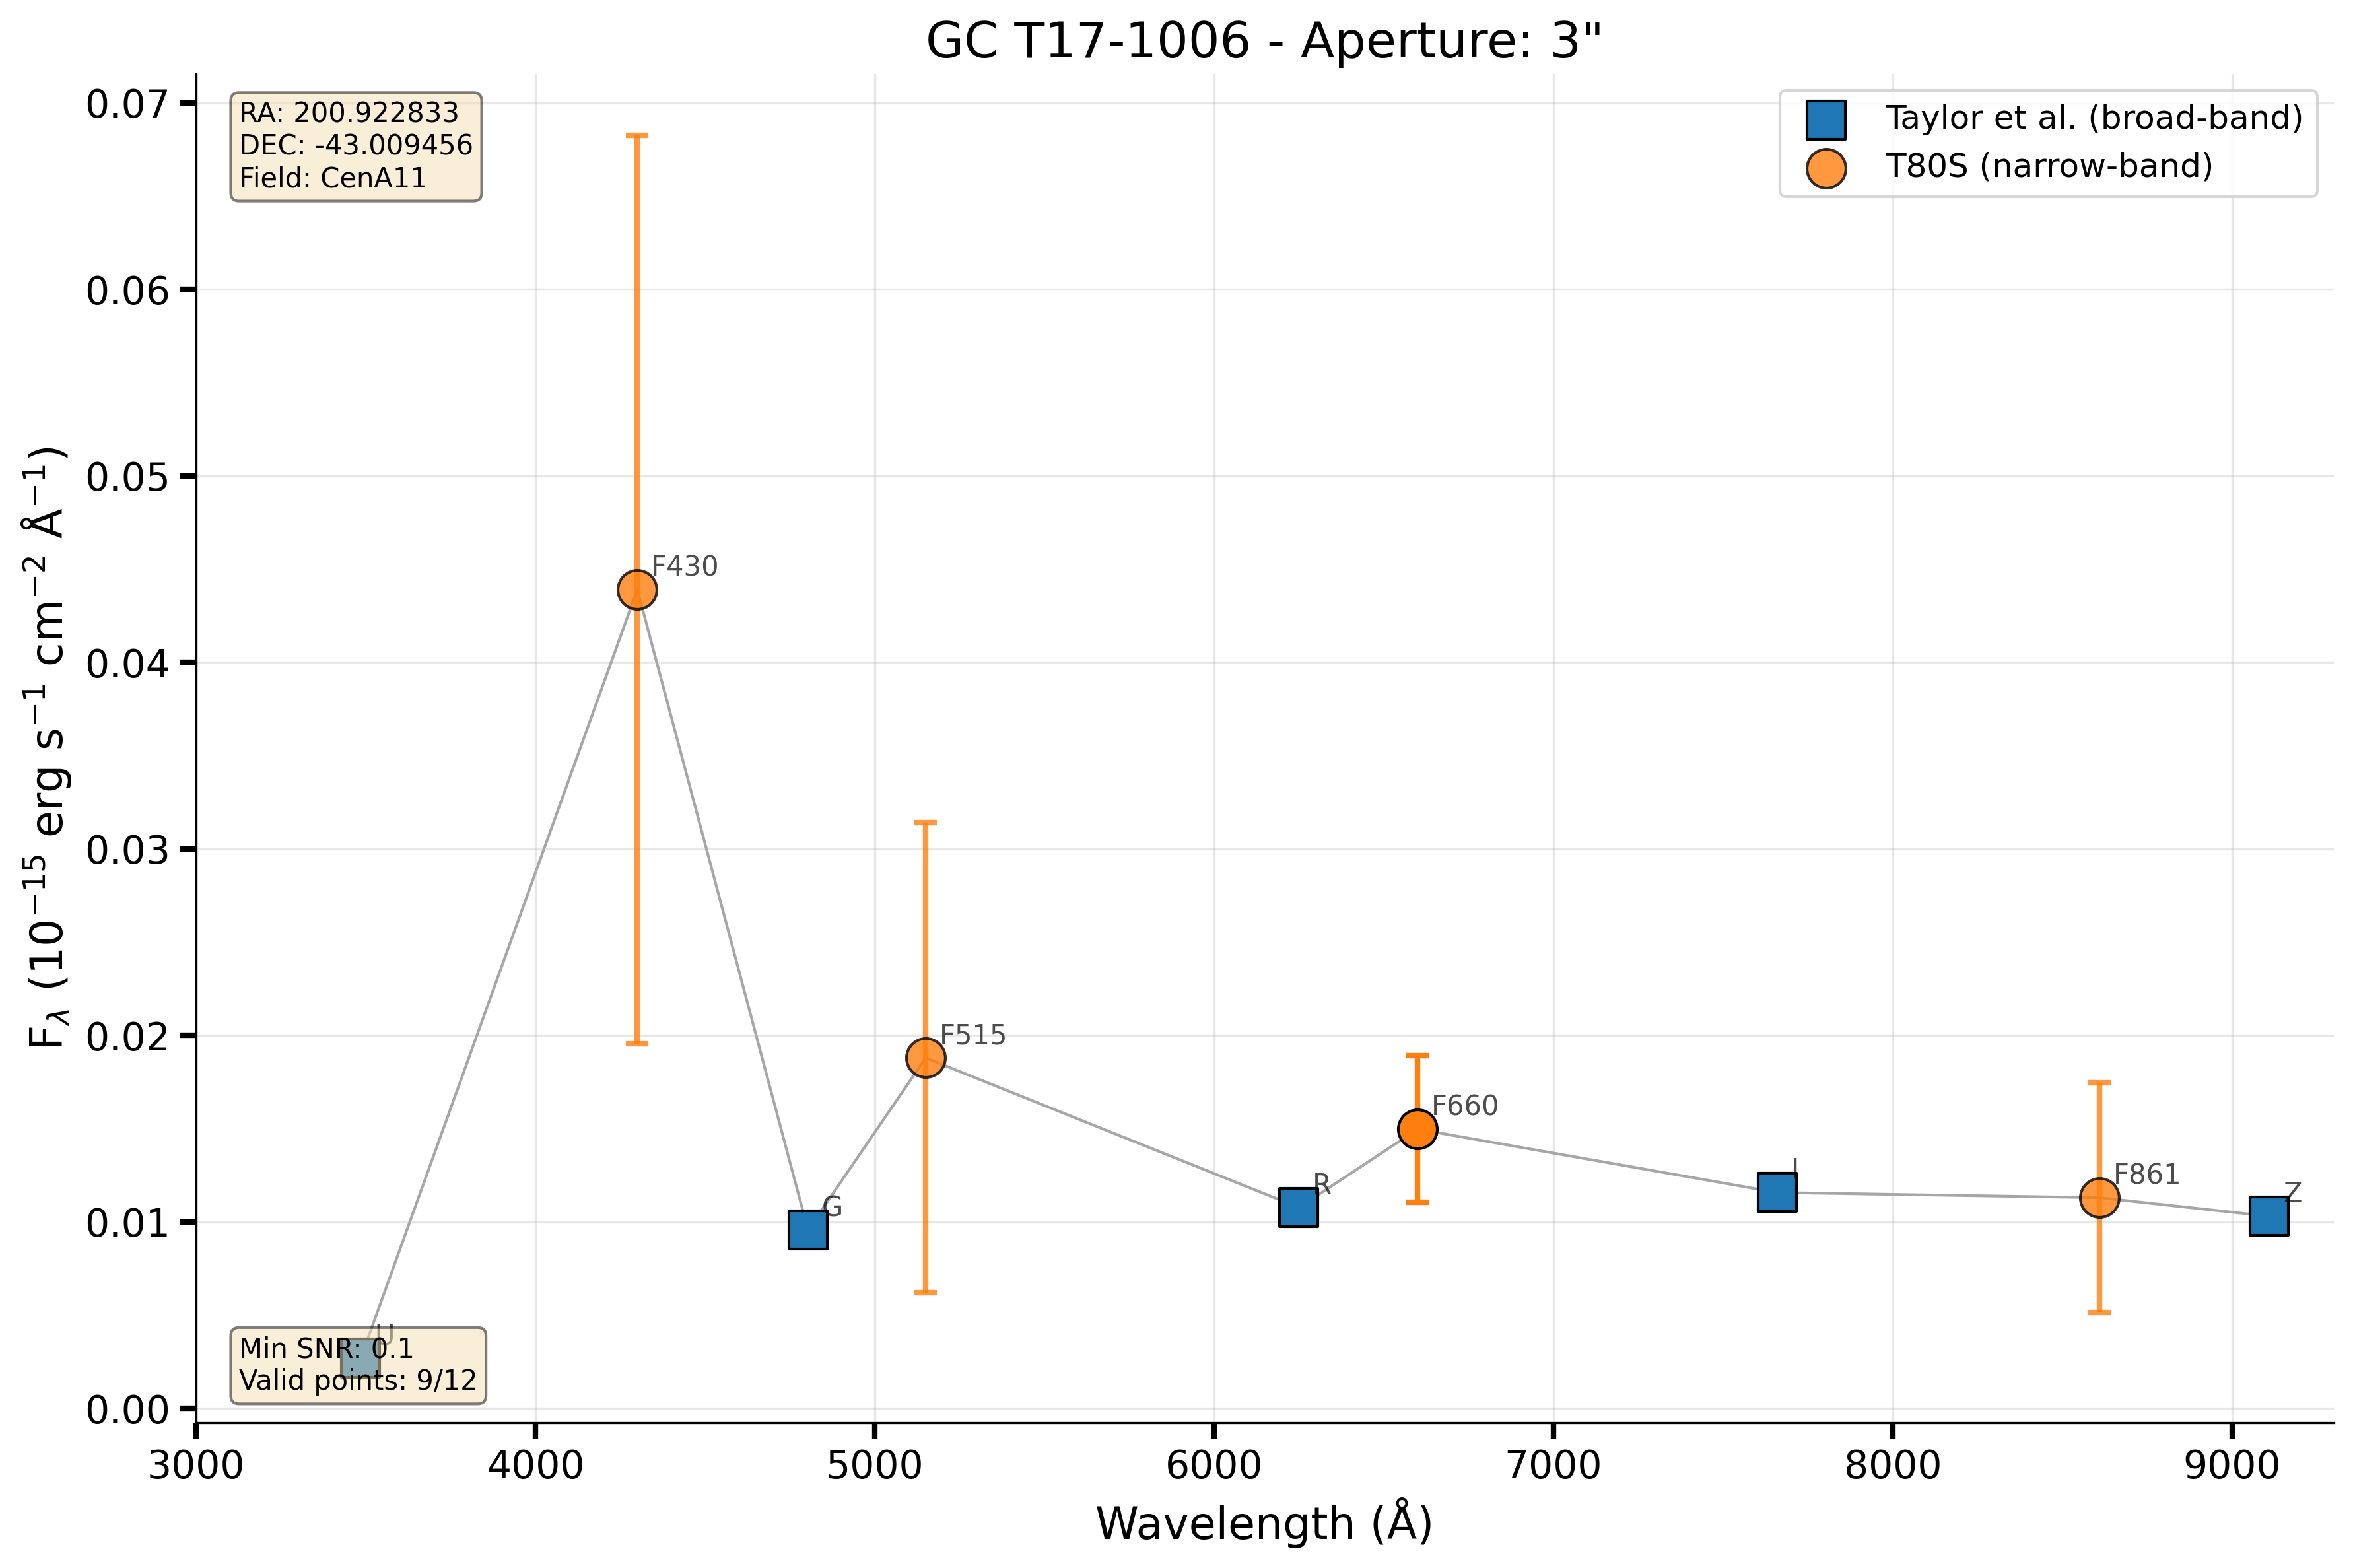 GC T17-1006 - Aperture: 3"
RA: 200.922833
DEC: -43.009456
Field: CenA11
Taylor et al. (broad-band)
T80S (narrow-band)
F_λ (10⁻¹⁵ erg s⁻¹ cm⁻² Å⁻¹)
0.07
0.06
0.05
0.04
0.03
0.02
0.01
0.00
F430
F515
F660
F861
G
R
I
Z
U
Min SNR: 0.1
Valid points: 9/12
3000 4000 5000 6000 7000 8000 9000
Wavelength (Å)